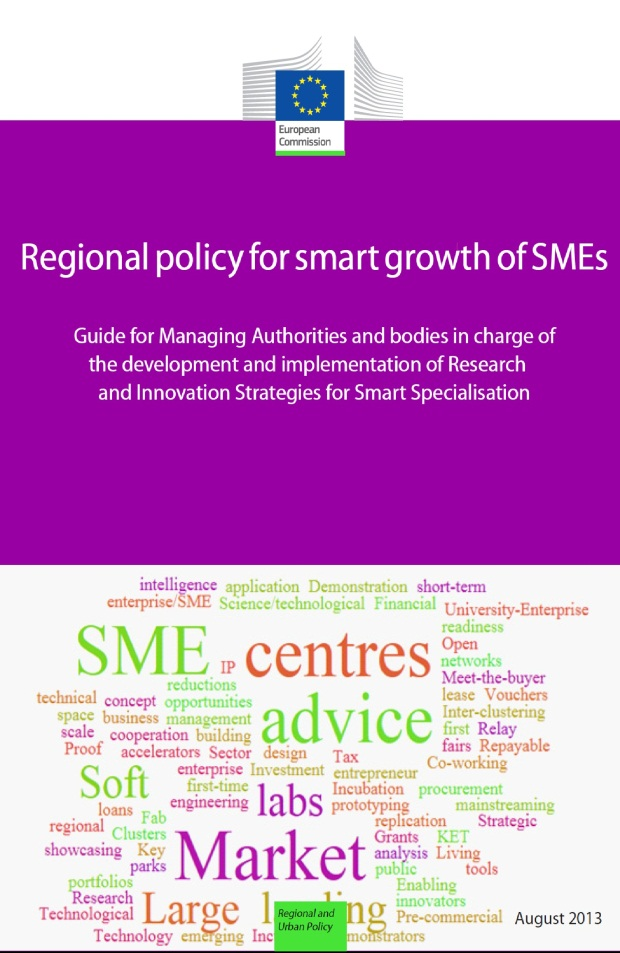 European
Commission
Regional policy for smart growth of SMEs
Guide for Managing Authorities and bodies in charge of
the development and implementation of Research
and Innovation Strategies for Smart Specialisation
intelligence application Demonstration short-term
enterprise/SME Science/technological Financial University-Enterprise
readiness
SME IP centres Open
networks
Meet-the-buyer
reductions
technical concept opportunities lease Vouchers
space business management advice Inter-clustering
scale cooperation building first Relay
Proof accelerators Sector design Tax fairs Repayable
Co-working
Soft enterprise Investment entrepreneur
first-time labs Incubation procurement
engineering prototyping mainstreaming
loans Fab replication Strategic
regional Clusters Market Grants KET
showcasing Key analysis Living
parks public tools
portfolios Enabling
Research innovators
Technological Large Pre-commercial
Technology emerging
Regional and
Urban Policy
August 2013